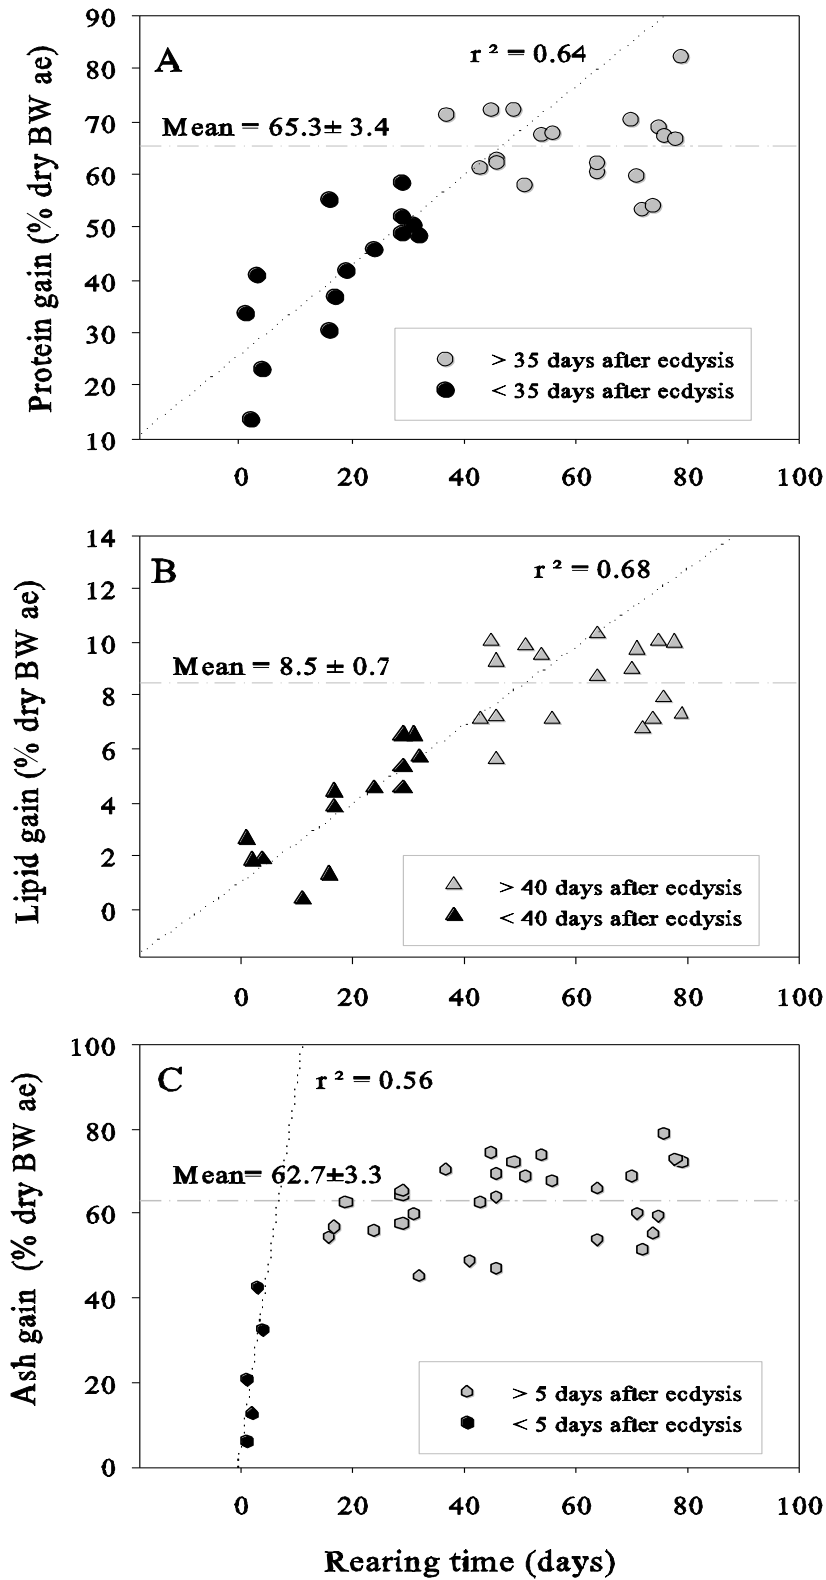 A
r ² = 0.64
Mean = 65.3± 3.4
Protein gain (% dry BW ae)
90
80
70
60
50
40
30
20
10
> 35 days after ecdysis
< 35 days after ecdysis
0 20 40 60 80 100
B
r ² = 0.68
Mean = 8.5 ± 0.7
Lipid gain (% dry BW ae)
14
12
10
8
6
4
2
0
> 40 days after ecdysis
< 40 days after ecdysis
0 20 40 60 80 100
C
r ² = 0.56
Mean= 62.7±3.3
Ash gain (% dry BW ae)
100
80
60
40
20
0
> 5 days after ecdysis
< 5 days after ecdysis
0 20 40 60 80 100
Rearing time (days)